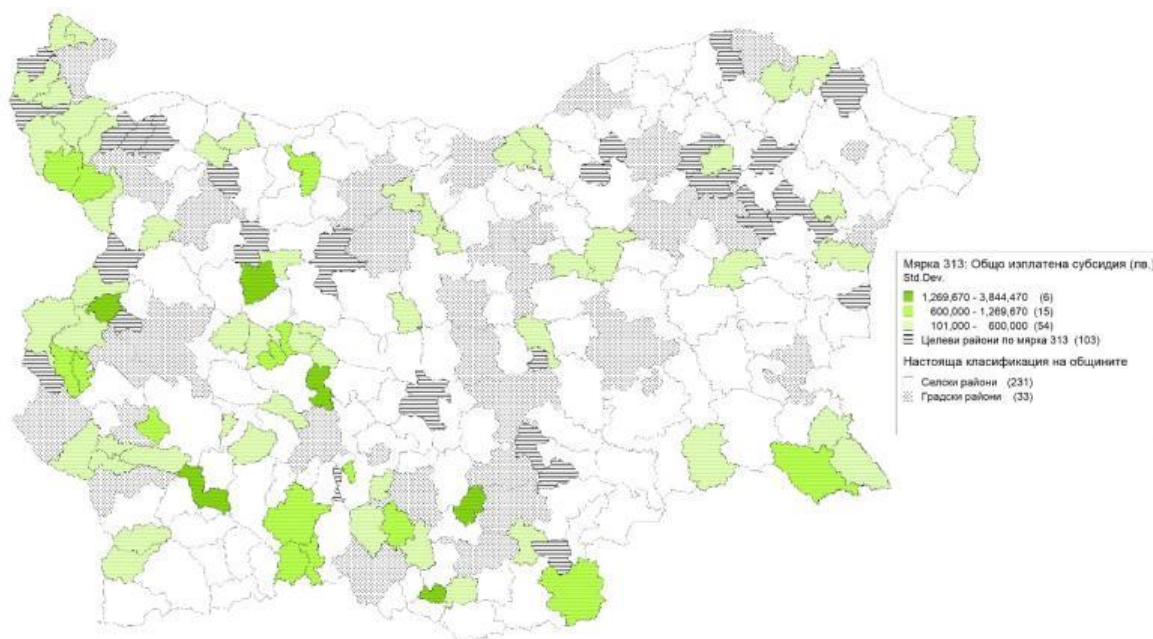 Мярка 313: Общо изплатена субсидия (лв.)
Std.Dev.
1,269,670 - 3,844,470 (6)
600,000 - 1,269,670 (15)
101,000 - 600,000 (54)
Целеви райони по мярка 313 (103)
Настояща класификация на общините
Селски райони (231)
Градски райони (33)